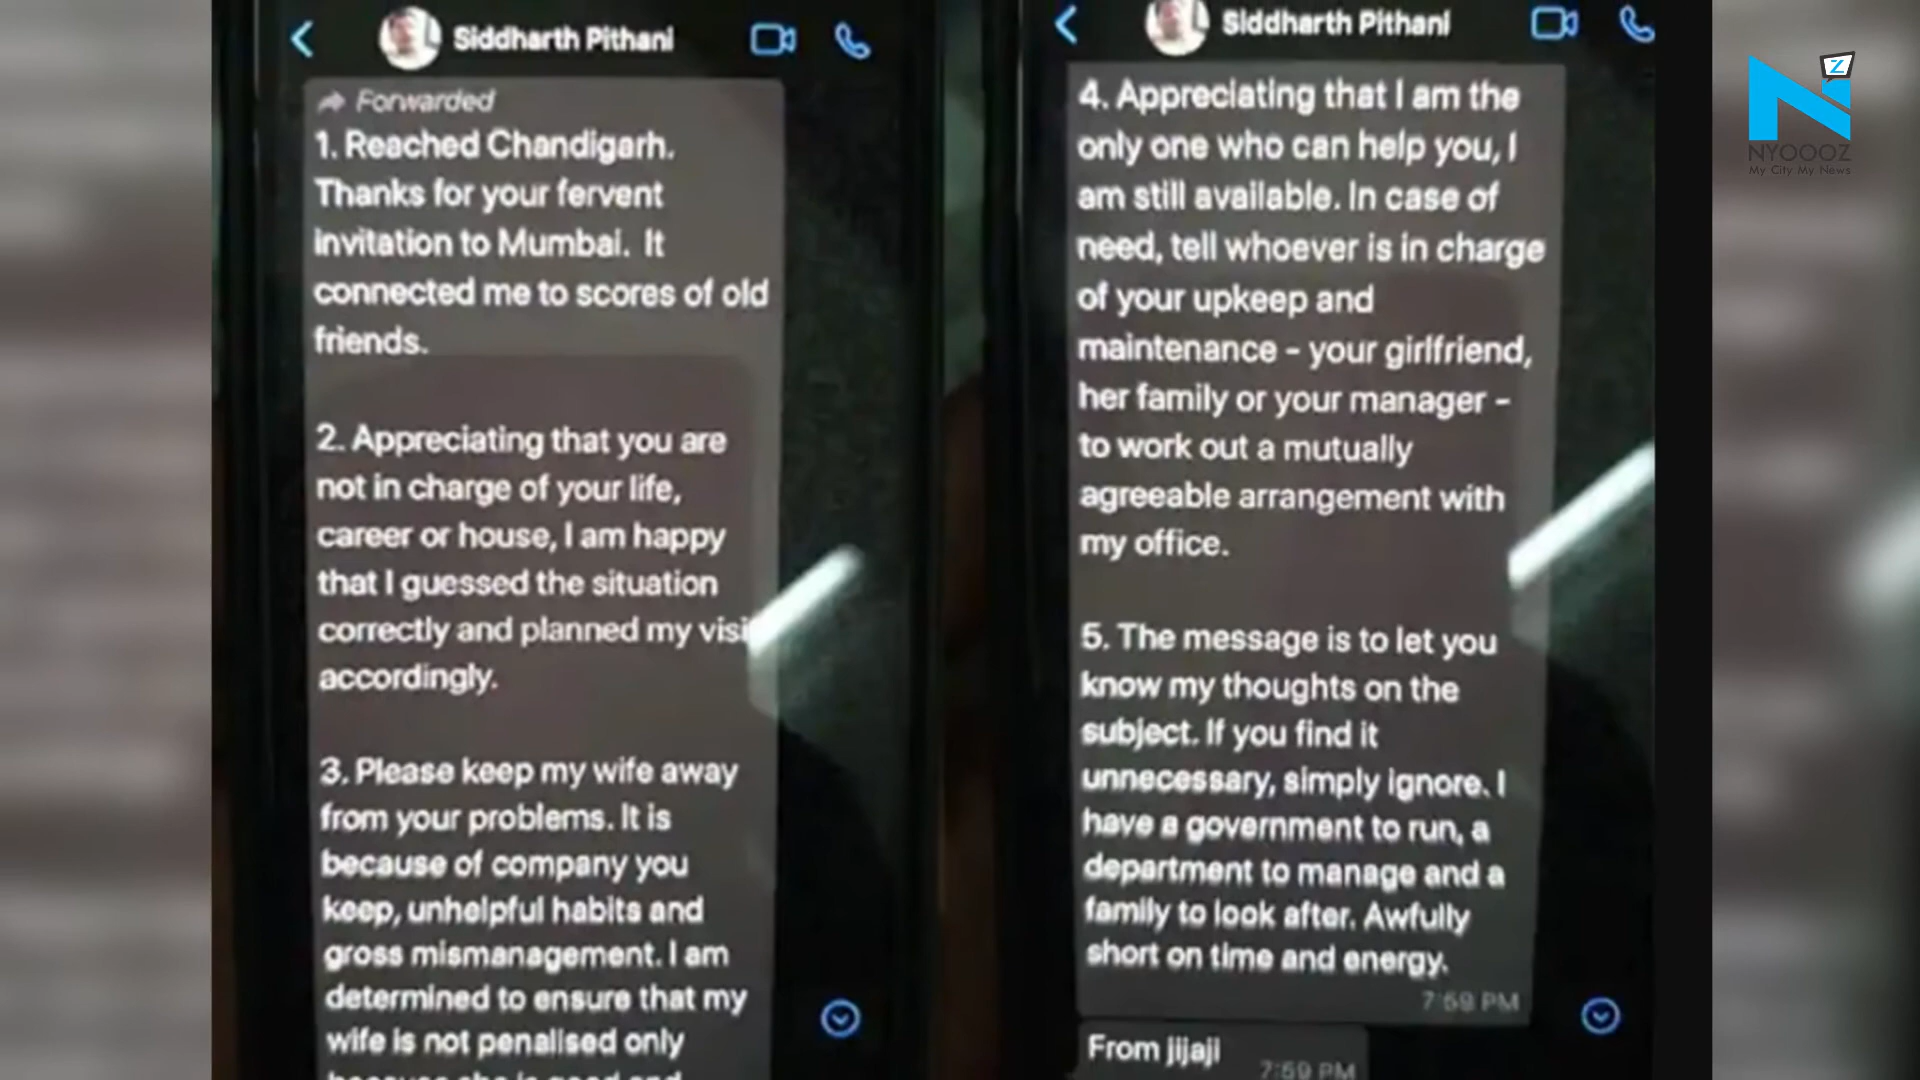 Siddharth Pithani
Forwarded
1. Reached Chandigarh.
Thanks for your fervent
invitation to Mumbai. It
connected me to scores of old
friends.
2. Appreciating that you are
not in charge of your life,
career or house, I am happy
that I guessed the situation
correctly and planned my
accordingly.
3. Please keep my wife away
from your problems. It is
because of company you
keep, unhelpful habits and
gross mismanagement. I am
determined to ensure that my
wife is not penalised only
Siddharth Pithani
4. Appreciating that I am the
only one who can help you, I
am still available. In case of
need, tell whoever is in charge
of your upkeep and
maintenance - your girlfriend,
her family or your manager -
to work out a mutually
agreeable arrangement with
my office.
5. The message is to let you
know my thoughts on the
subject. If you find it
unnecessary, simply ignore. I
have a government to run, a
department to manage and a
family to look after. Awfully
short on time and energy.
7:59 PM
From jijaji
7:59 PM
Z
NYOOOZ
My City My News